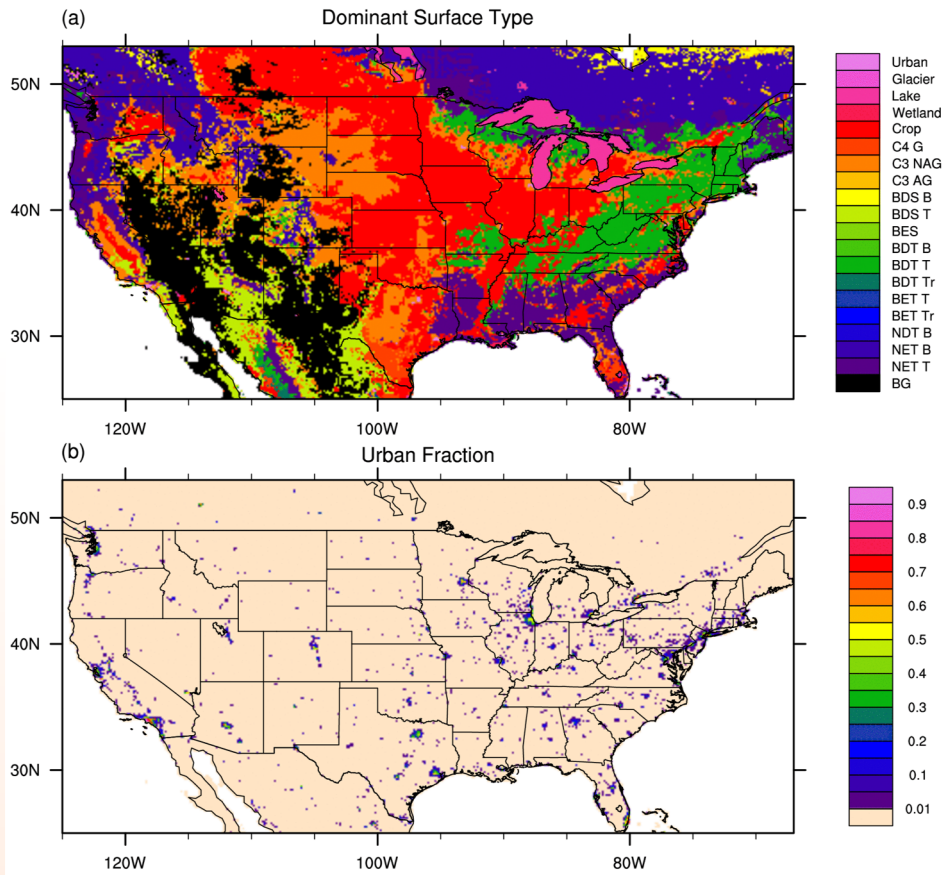 (a)
Dominant Surface Type
50N
40N
30N
120W
100W
80W
Urban
Glacier
Lake
Wetland
Crop
C4 G
C3 NAG
C3 AG
BDS B
BDS T
BES
BDT B
BDT T
BDT Tr
BET T
BET Tr
NDT B
NET B
NET T
BG
(b)
Urban Fraction
50N
40N
30N
120W
100W
80W
0.9
0.8
0.7
0.6
0.5
0.4
0.3
0.2
0.1
0.01